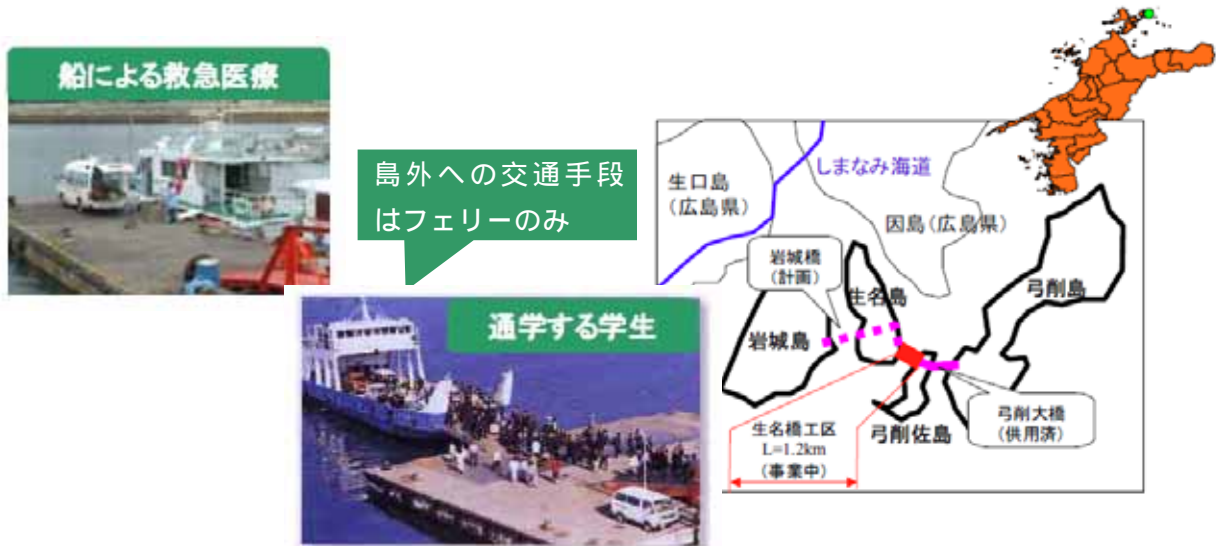 船による救急医療
島外への交通手段
はフェリーのみ
通学する学生
しまなみ海道
生口島
（広島県）
因島（広島県）
岩城橋
（計画）
生名島
弓削島
岩城島
弓削大橋
（供用済）
弓削佐島
生名橋工区
L=1.2km
（事業中）